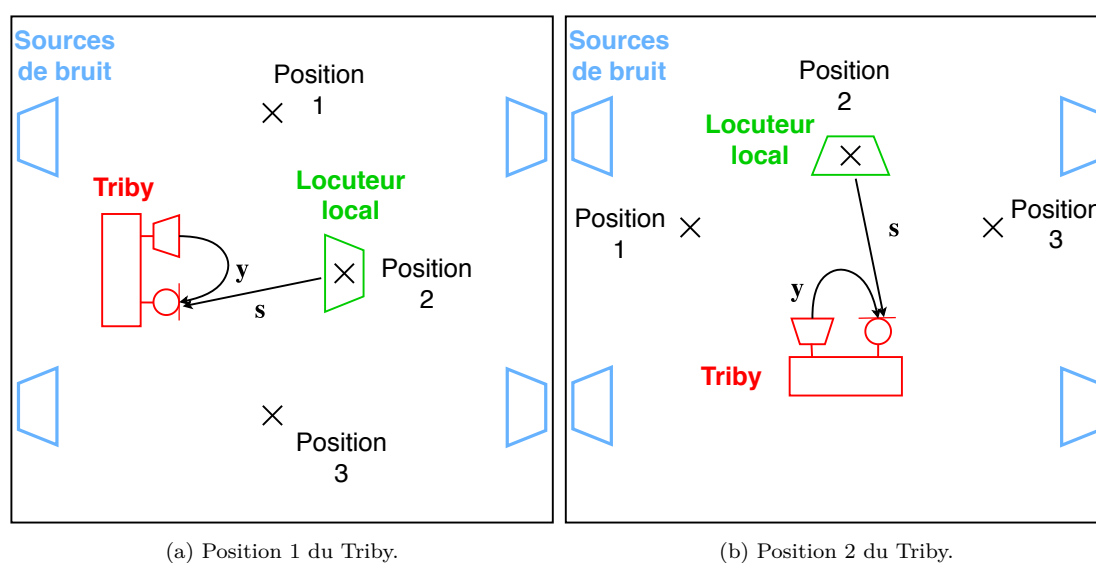 Sources
de bruit
Position
1
Triby
Locuteur
local
Position
2
y
s
Position
3
(a) Position 1 du Triby.
Sources
de bruit
Position
2
Locuteur
local
Position
1
Position
3
s
y
Triby
(b) Position 2 du Triby.